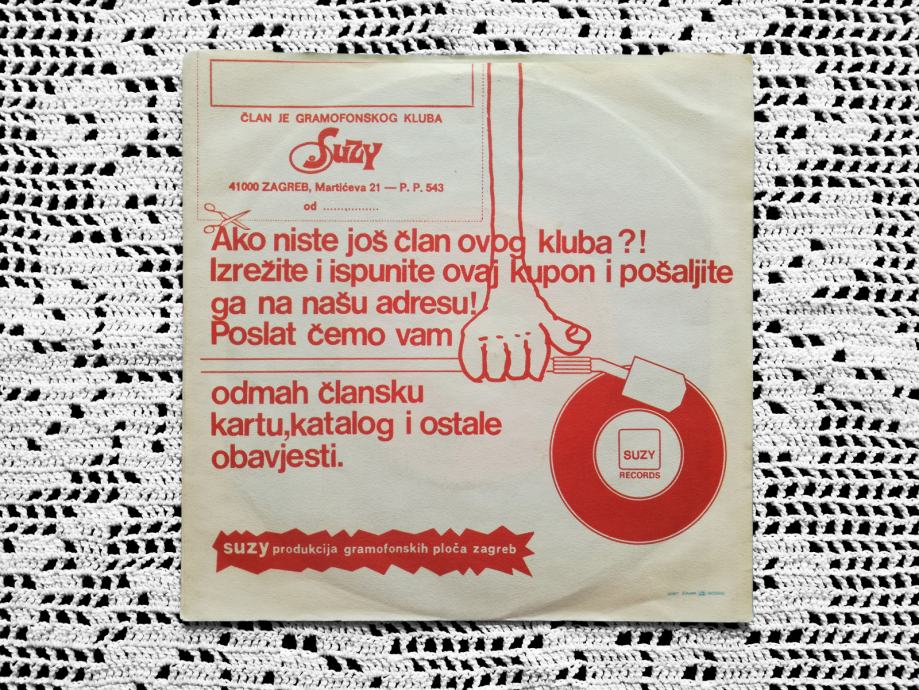 ČLAN JE GRAMOFONSKOG KLUBA
Suzy
41000 ZAGREB, Martićeva 21 — P. P. 543
od ................
Ako niste još član ovog kluba?!
Izrežite i ispunite ovaj kupon i pošaljite
ga na našu adresu!
Poslat ćemo vam
odmah člansku
kartu,katalog i ostale
obavjesti.
SUZY
RECORDS
suzy produkcija gramofonskih ploča zagreb